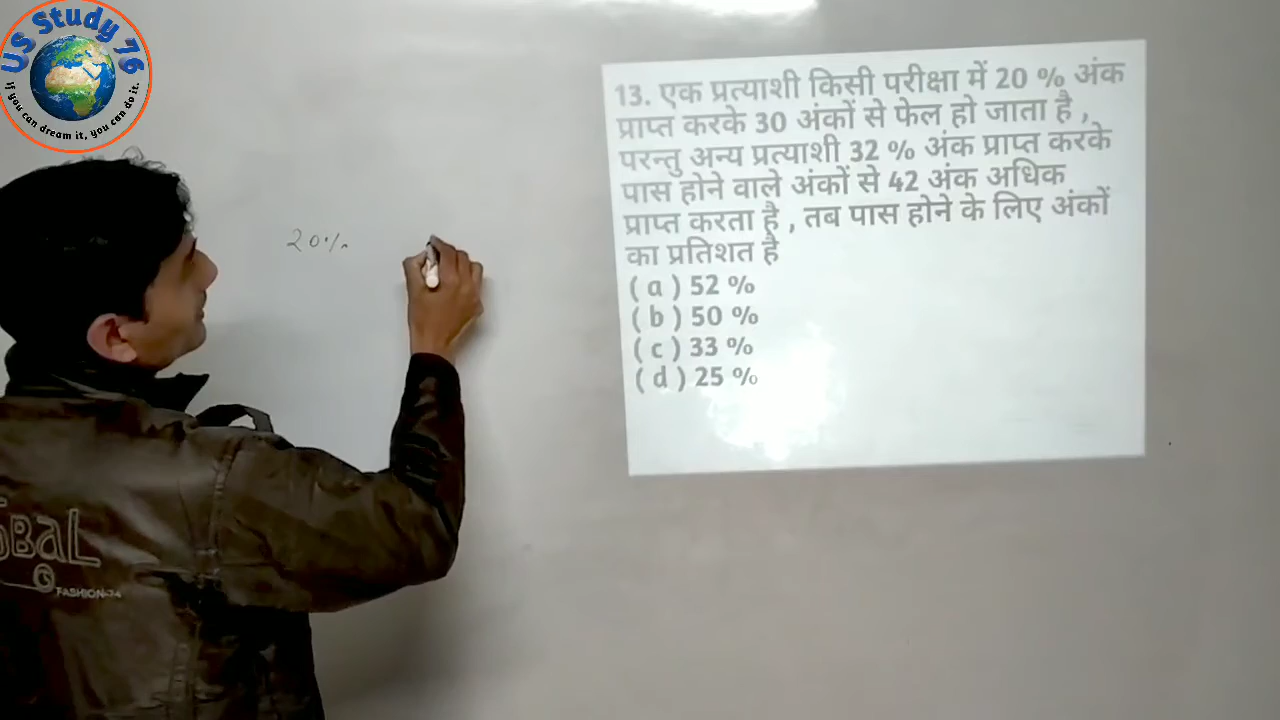 US Study 76
If you can dream it, you can do it.
20%
13. एक प्रत्याशी किसी परीक्षा में 20 % अंक
प्राप्त करके 30 अंकों से फेल हो जाता है ,
परन्तु अन्य प्रत्याशी 32 % अंक प्राप्त करके
पास होने वाले अंकों से 42 अंक अधिक
प्राप्त करता है , तब पास होने के लिए अंकों
का प्रतिशत है
( a ) 52 %
( b ) 50 %
( c ) 33 %
( d ) 25 %
FASHION-74